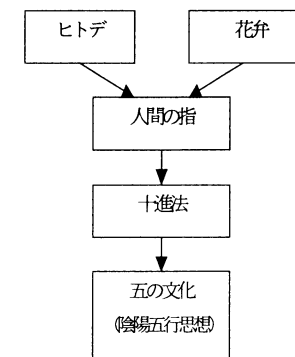 ヒトデ
花弁
人間の指
十進法
五の文化
(陰陽五行思想)